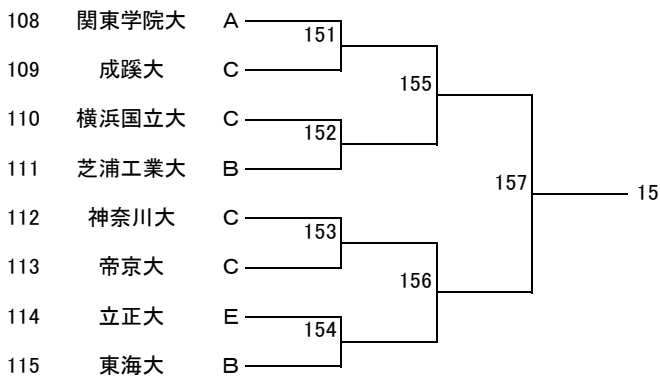 108 関東学院大 A
151
109 成蹊大 C
155
110 横浜国立大 C
152
111 芝浦工業大 B
157
15
112 神奈川大 C
153
113 帝京大 C
156
114 立正大 E
154
115 東海大 B